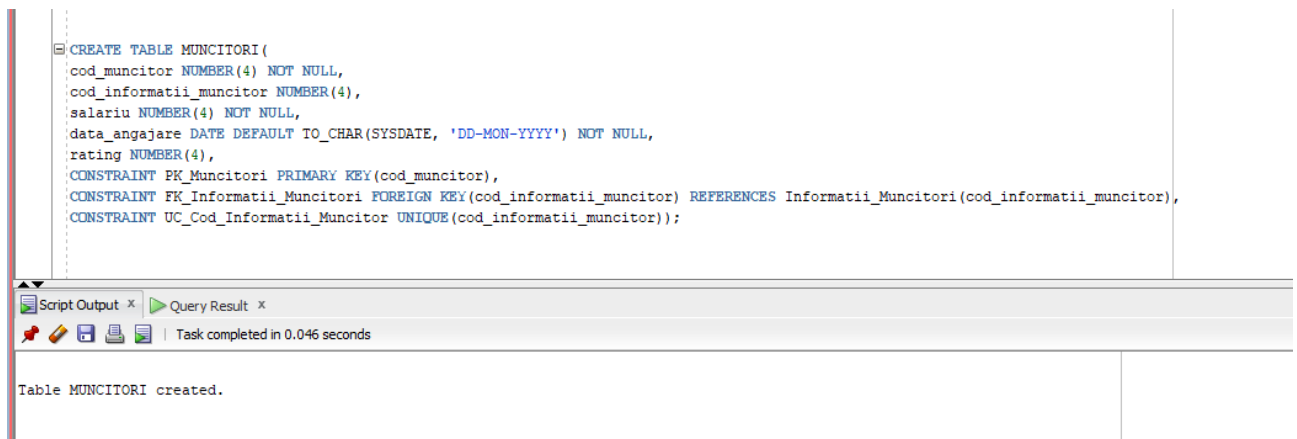 CREATE TABLE MUNCITORI(
cod_muncitor NUMBER(4) NOT NULL,
cod_informatii_muncitor NUMBER(4),
salariu NUMBER(4) NOT NULL,
data_angajare DATE DEFAULT TO_CHAR(SYSDATE, 'DD-MON-YYYY') NOT NULL,
rating NUMBER(4),
CONSTRAINT PK_Muncitori PRIMARY KEY(cod_muncitor),
CONSTRAINT FK_Informatii_Muncitori FOREIGN KEY(cod_informatii_muncitor) REFERENCES Informatii_Muncitori(cod_informatii_muncitor),
CONSTRAINT UC_Cod_Informatii_Muncitor UNIQUE(cod_informatii_muncitor));
Script Output x Query Result x
Task completed in 0.046 seconds
Table MUNCITORI created.